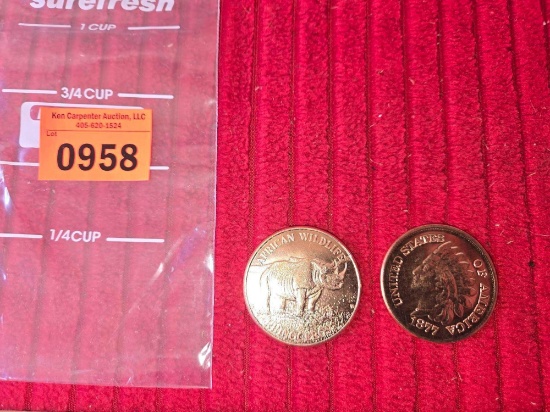 surefresh
1 CUP
3/4 CUP
Ken Carpenter Auction, LLC
405-620-1524
Lot
0958
1/4 CUP
AFRICAN WILDLIFE
UNITED STATES OF AMERICA
1877